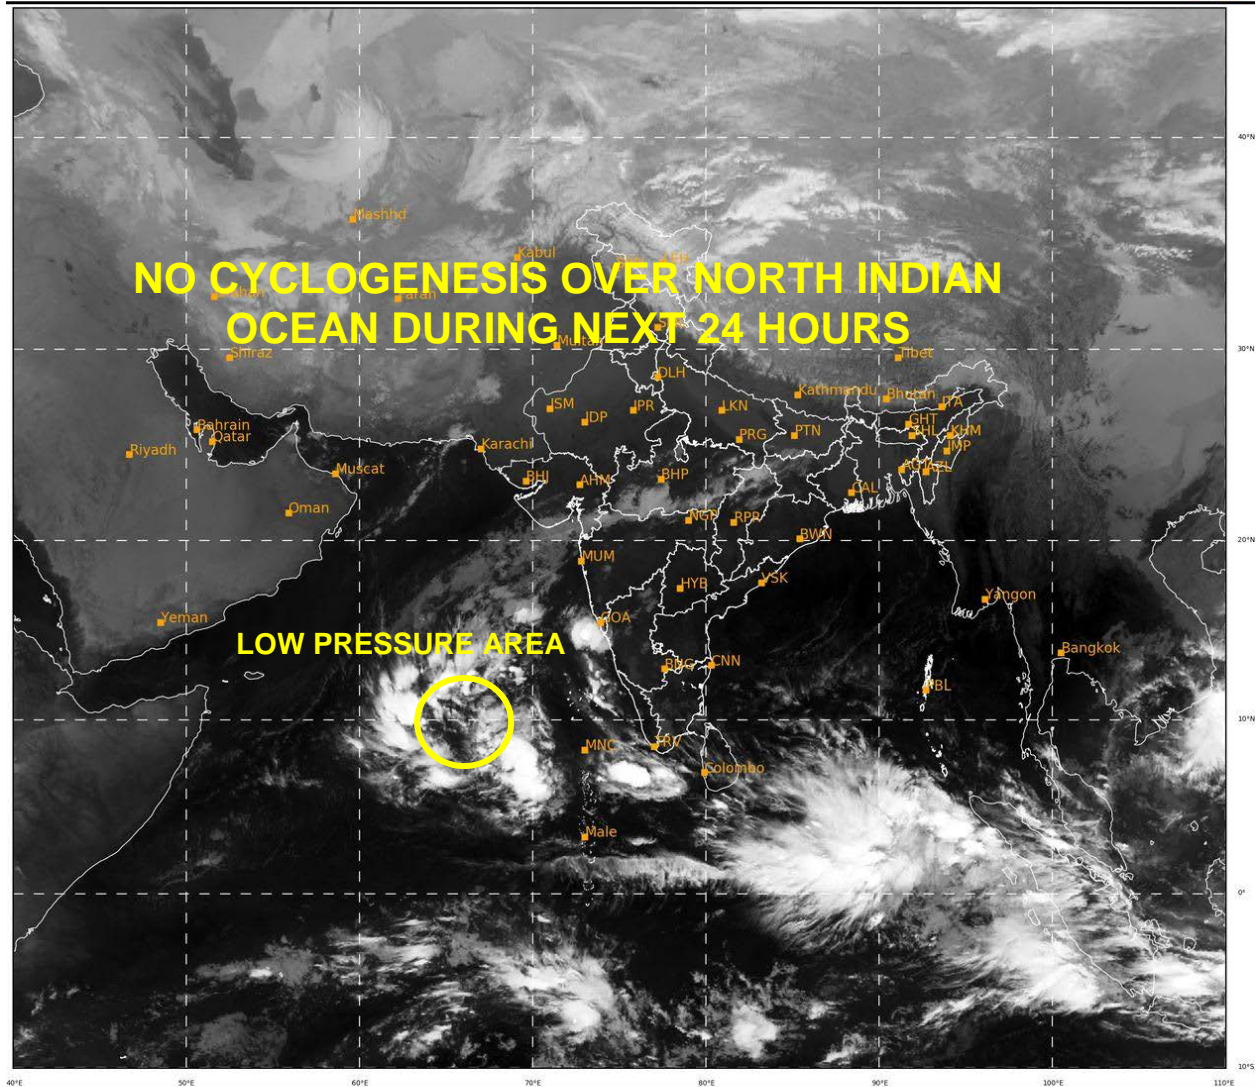 40°N
Mashhd
Kabul
NO CYCLOGENESIS OVER NORTH INDIAN
OCEAN DURING NEXT 24 HOURS
30°N
Shiraz
Tibet
DLH
Kathmandu
Bhutan
ITA
JSM
JDP
JPR
LKN
GHT
KHM
Bahrain
Qatar
PRG
PTN
IMP
Riyadh
Karachi
Muscat
BHJ
AHM
BHP
CAL
Oman
NGP
RPR
BWN
20°N
MUM
HYB
VSK
Yangon
Yeman
GOA
LOW PRESSURE AREA
BNG
CNN
Bangkok
PBL
10°N
MNC
TRV
Colombo
Male
0°
10°S
40°E
50°E
60°E
70°E
80°E
90°E
100°E
110°E